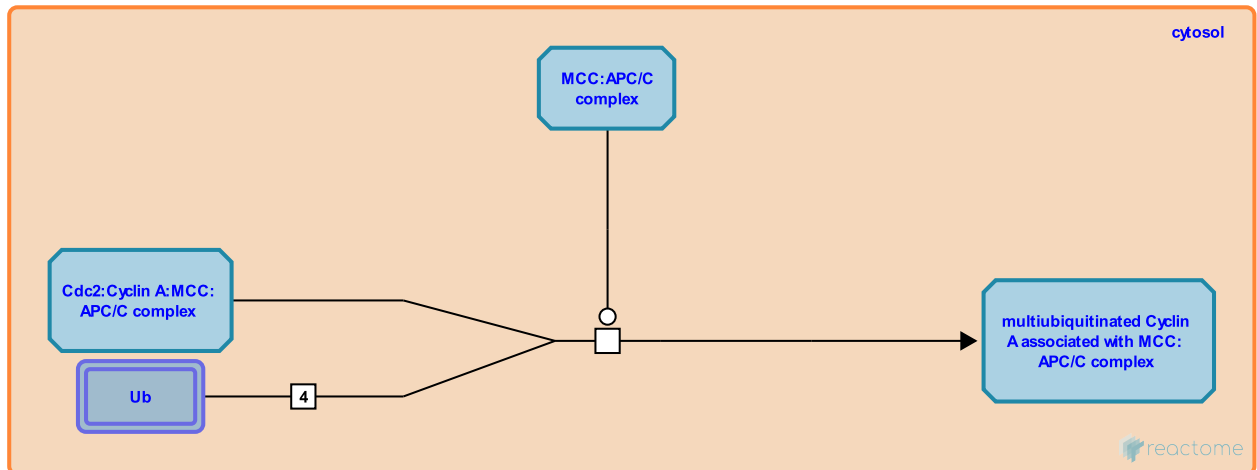 cytosol
MCC:APC/C
complex
Cdc2:Cyclin A:MCC:
APC/C complex
Ub
4
multiubiquitinated Cyclin
A associated with MCC:
APC/C complex
reactome